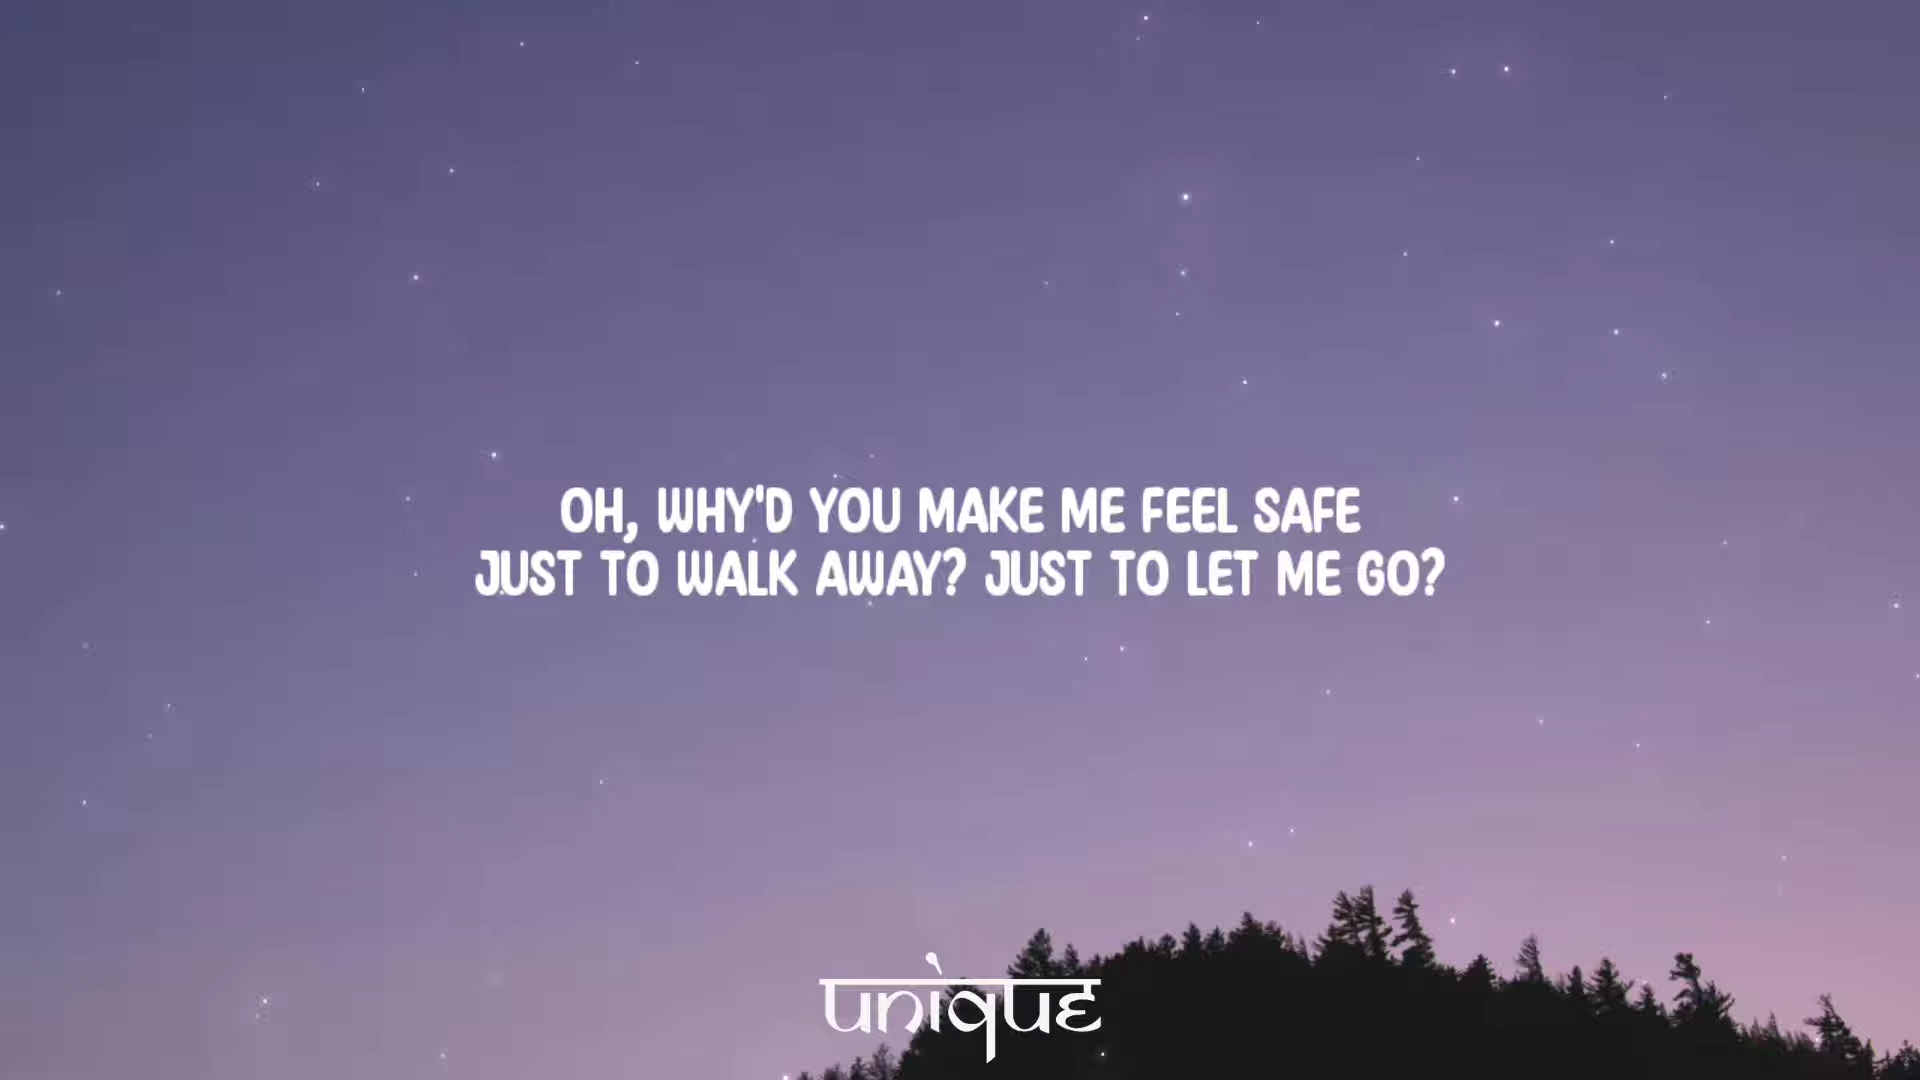 OH, WHY'D YOU MAKE ME FEEL SAFE
JUST TO WALK AWAY? JUST TO LET ME GO?
unique